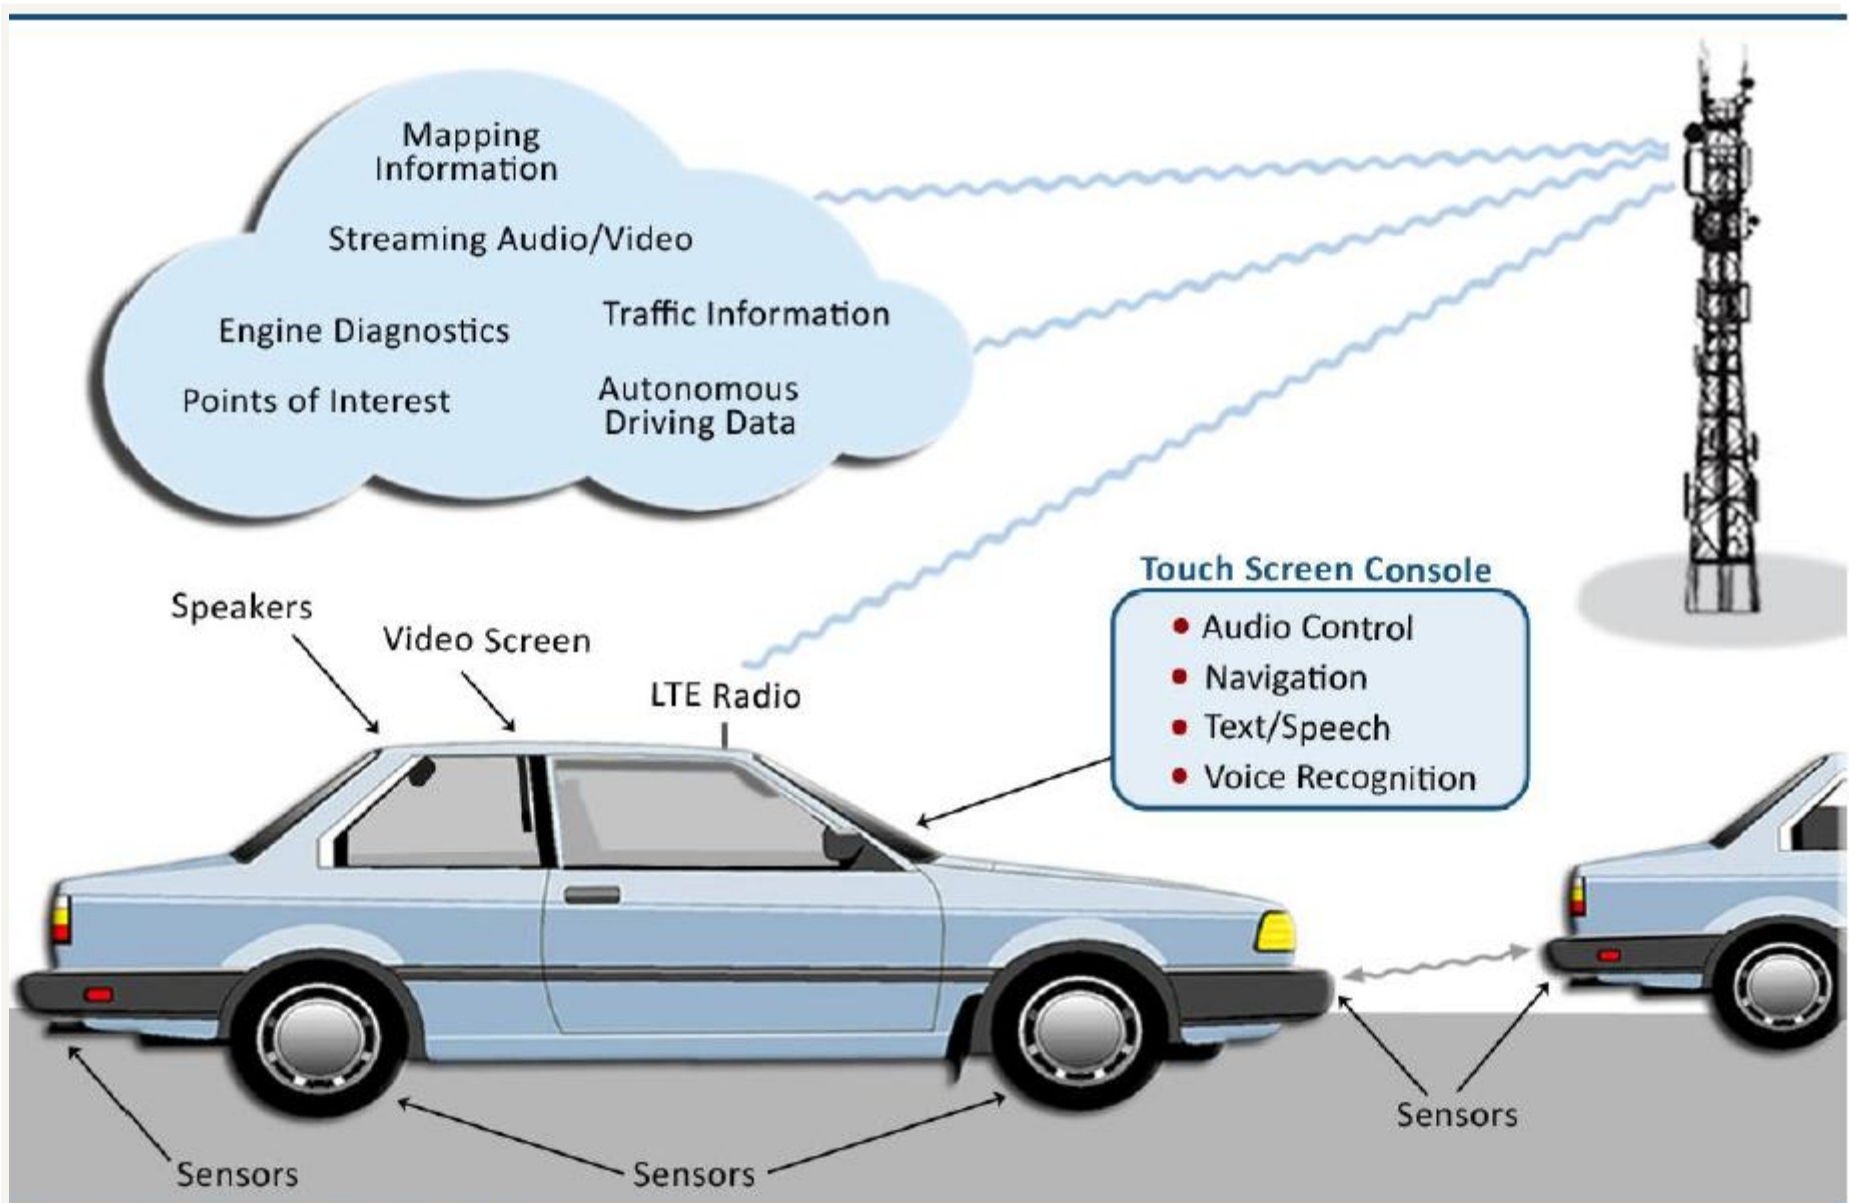 Mapping
Information
Streaming Audio/Video
Engine Diagnostics
Traffic Information
Points of Interest
Autonomous
Driving Data
Speakers
Video Screen
LTE Radio
Touch Screen Console
Audio Control
Navigation
Text/Speech
Voice Recognition
Sensors
Sensors
Sensors